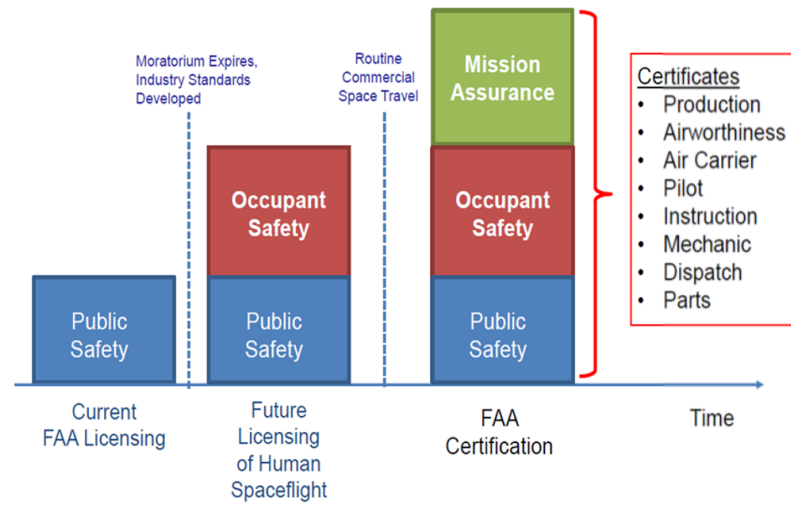 Moratorium Expires,
Industry Standards
Developed
Routine
Commercial
Space Travel
Mission
Assurance
Occupant
Safety
Occupant
Safety
Public
Safety
Public
Safety
Public
Safety
Current
FAA Licensing
Future
Licensing
of Human
Spaceflight
FAA
Certification
Time
Certificates
• Production
• Airworthiness
• Air Carrier
• Pilot
• Instruction
• Mechanic
• Dispatch
• Parts